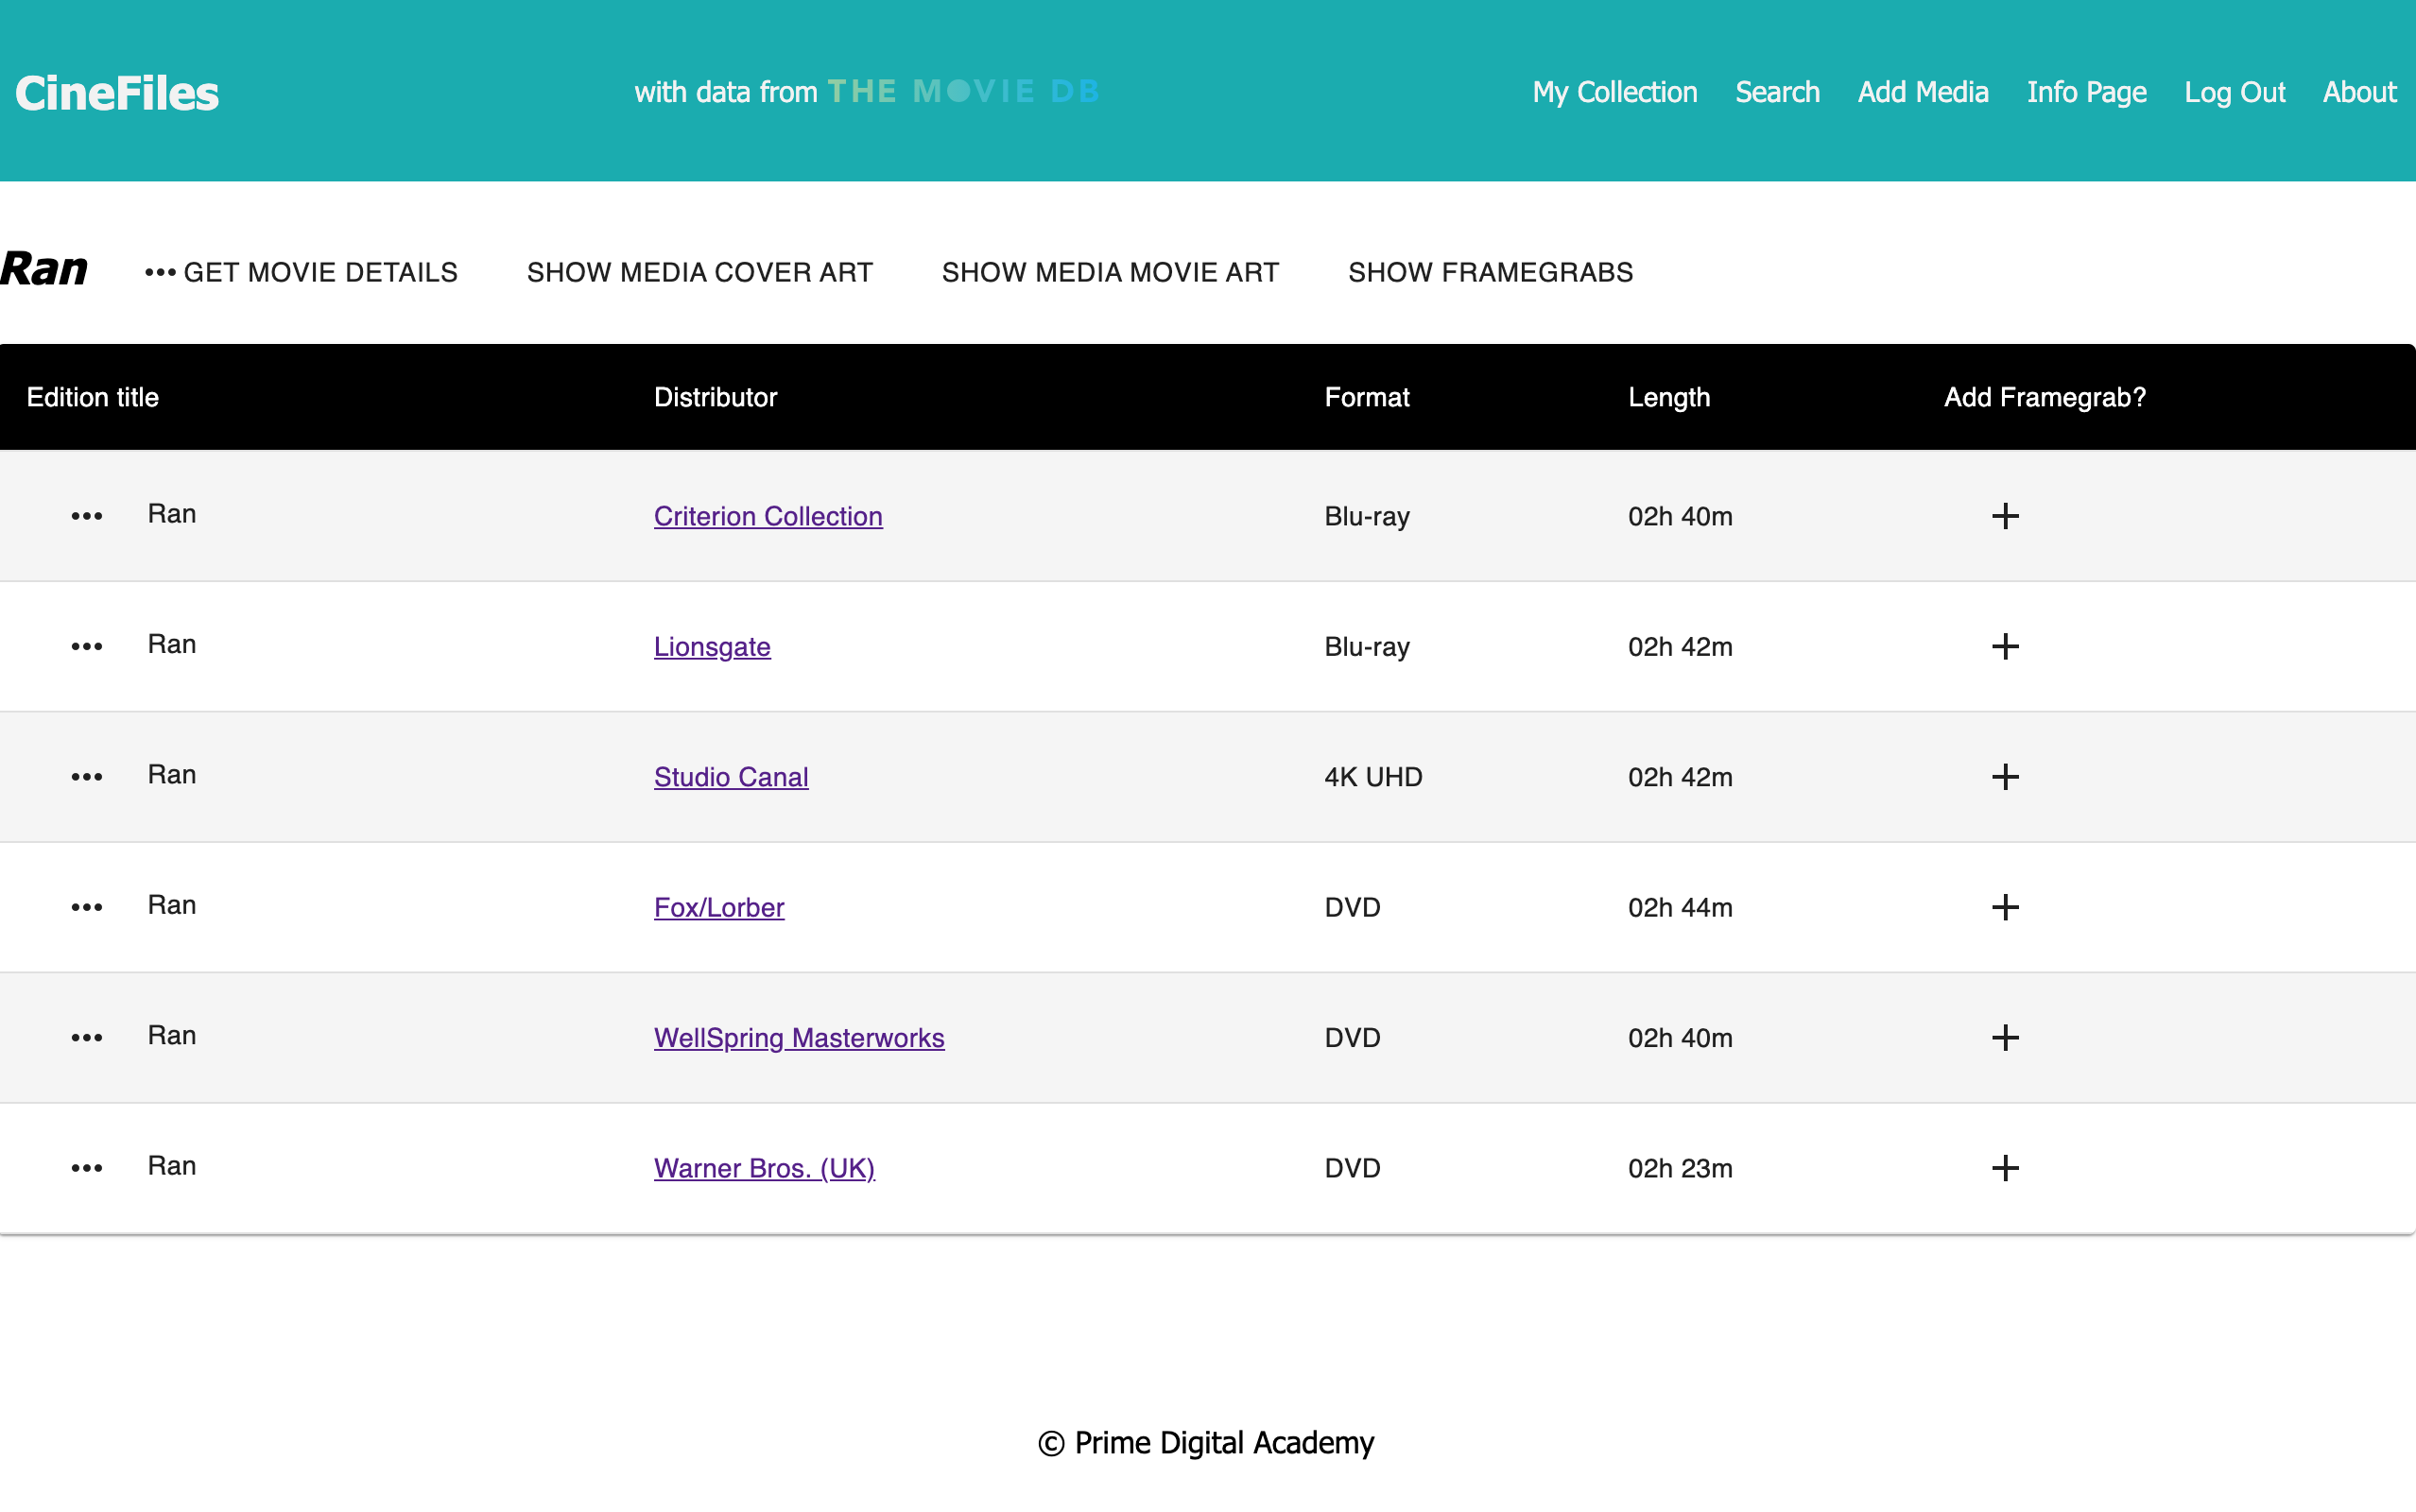 CineFiles with data from THE MOVIE DB My Collection Search Add Media Info Page Log Out About
Ran ••• GET MOVIE DETAILS SHOW MEDIA COVER ART SHOW MEDIA MOVIE ART SHOW FRAMEGRABS
Edition title Distributor Format Length Add Framegrab?
••• Ran Criterion Collection Blu-ray 02h 40m +
••• Ran Lionsgate Blu-ray 02h 42m +
••• Ran Studio Canal 4K UHD 02h 42m +
••• Ran Fox/Lorber DVD 02h 44m +
••• Ran WellSpring Masterworks DVD 02h 40m +
••• Ran Warner Bros. (UK) DVD 02h 23m +
© Prime Digital Academy